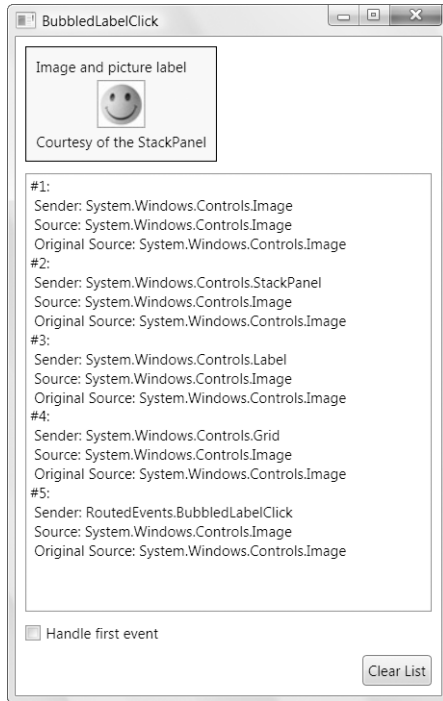 BubbledLabelClick
Image and picture label
Courtesy of the StackPanel
#1:
Sender: System.Windows.Controls.Image
Source: System.Windows.Controls.Image
Original Source: System.Windows.Controls.Image
#2:
Sender: System.Windows.Controls.StackPanel
Source: System.Windows.Controls.Image
Original Source: System.Windows.Controls.Image
#3:
Sender: System.Windows.Controls.Label
Source: System.Windows.Controls.Image
Original Source: System.Windows.Controls.Image
#4:
Sender: System.Windows.Controls.Grid
Source: System.Windows.Controls.Image
Original Source: System.Windows.Controls.Image
#5:
Sender: RoutedEvents.BubbledLabelClick
Source: System.Windows.Controls.Image
Original Source: System.Windows.Controls.Image
Handle first event
Clear List